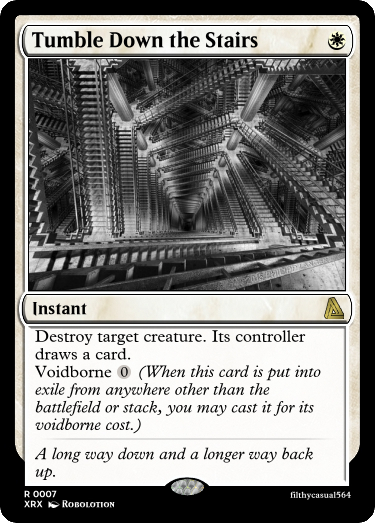 Tumble Down the Stairs
Instant
Destroy target creature. Its controller
draws a card.
Voidborne 0 (When this card is put into
exile from anywhere other than the
battlefield or stack, you may cast it for its
voidborne cost.)
A long way down and a longer way back
up.
R 0007
XRX Robolotion
filthycasual564